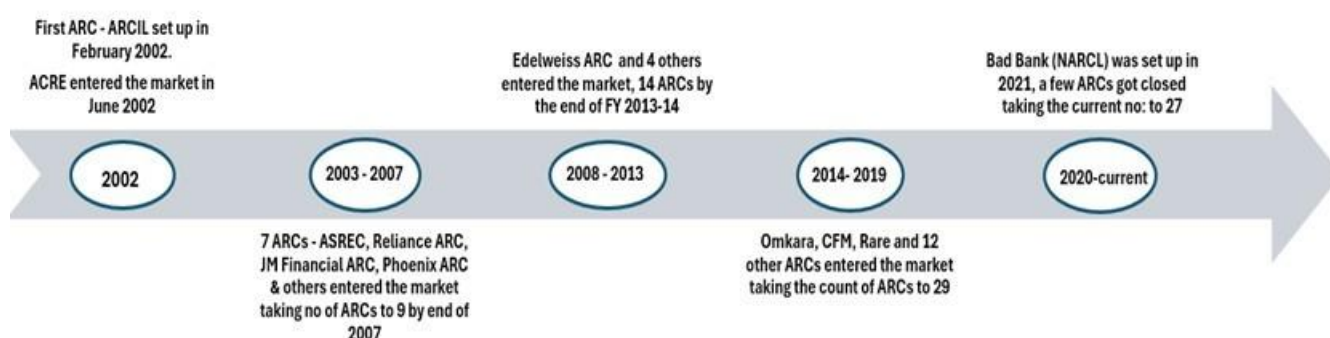 First ARC - ARCIL set up in
February 2002.
ACRE entered the market in
June 2002
Edelweiss ARC and 4 others
entered the market, 14 ARCs by
the end of FY 2013-14
Bad Bank (NARCL) was set up in
2021, a few ARCs got closed
taking the current no: to 27
2002
2003 - 2007
2008 - 2013
2014- 2019
2020-current
7 ARCs - ASREC, Reliance ARC,
JM Financial ARC, Phoenix ARC
& others entered the market
taking no of ARCs to 9 by end of
2007
Omkara, CFM, Rare and 12
other ARCs entered the market
taking the count of ARCs to 29